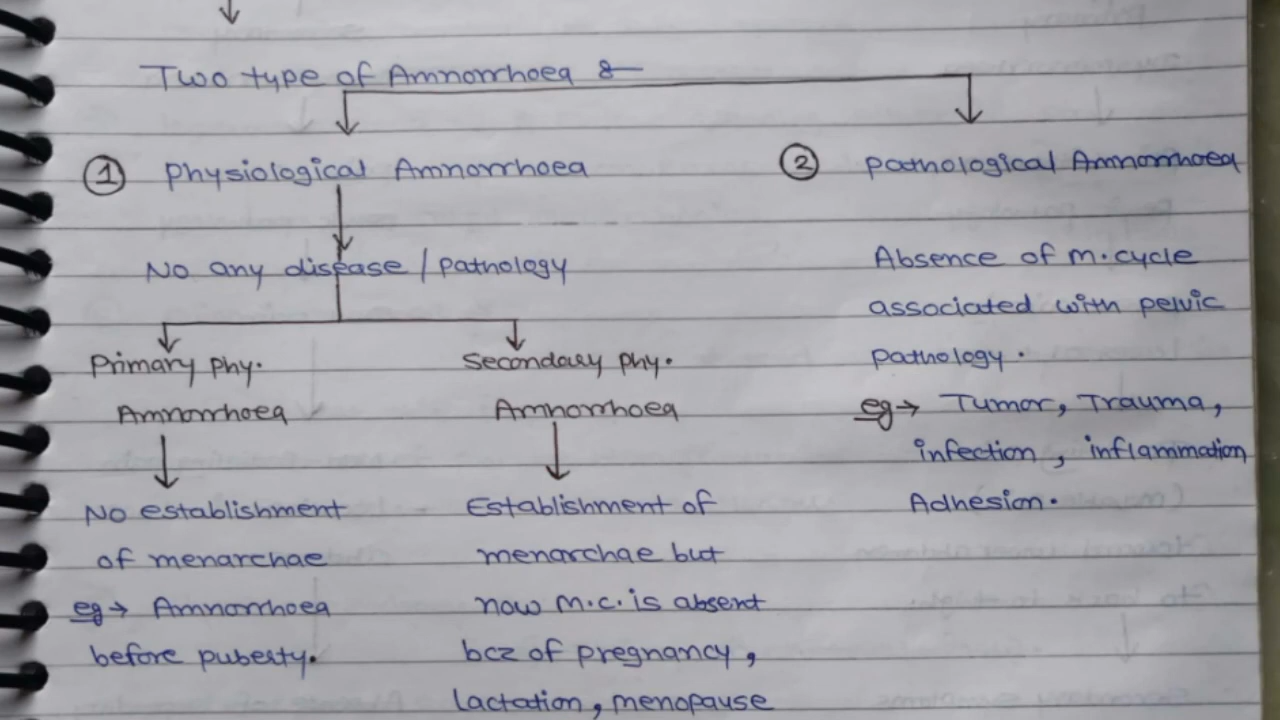 Two type of Amnorrhoea :-
① Physiological Amnorrhoea
No any disease / pathology
Primary phy.
Amnorrhoea
No establishment
of menarchae
eg→ Amnorrhoea
before puberty.
Secondary phy.
Amnorrhoea
Establishment of
menarchae but
now m.c. is absent
bcz of pregnancy,
lactation, menopause
② pathological Amnorrhoea
Absence of m.cycle
associated with pelvic
pathology.
eg→ Tumor, Trauma,
infection, inflammation
Adhesion.